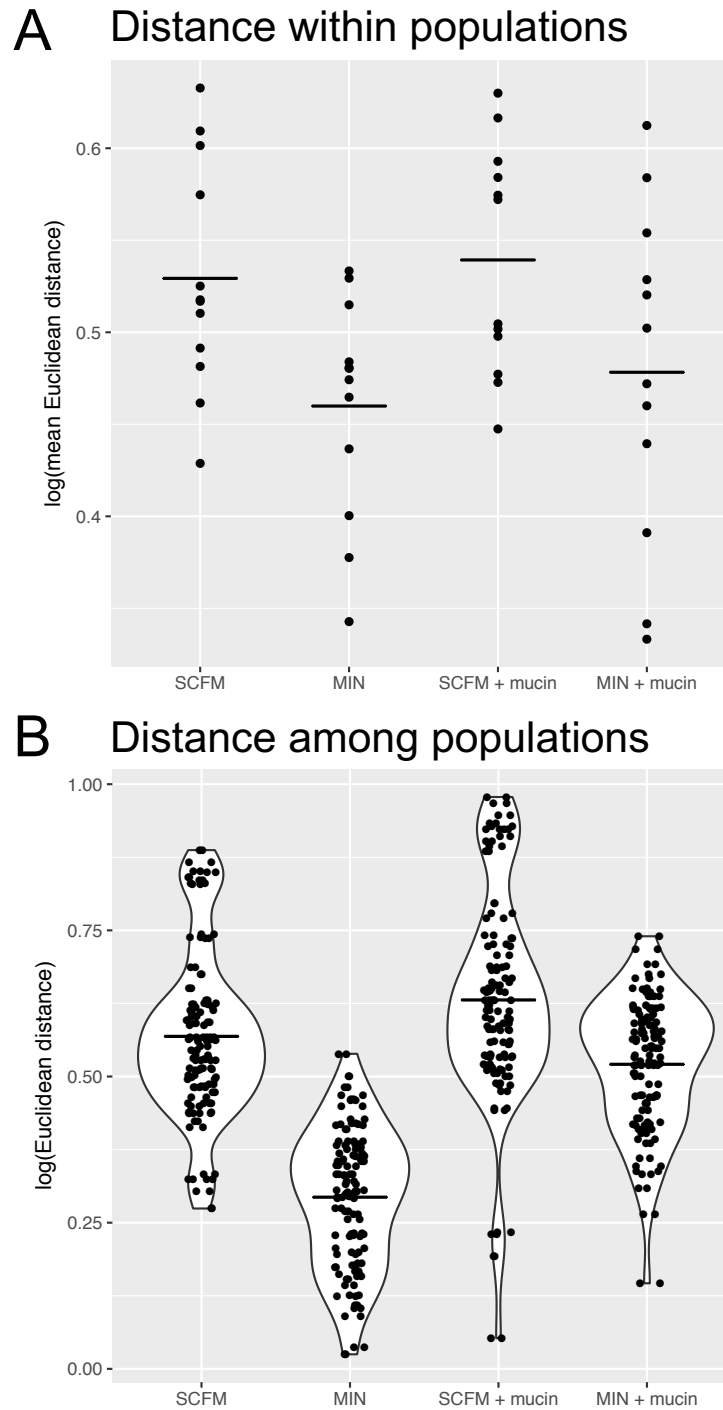 A Distance within populations
log(mean Euclidean distance)
0.6
0.5
0.4
SCFM MIN SCFM + mucin MIN + mucin
B Distance among populations
log(Euclidean distance)
1.00
0.75
0.50
0.25
0.00
SCFM MIN SCFM + mucin MIN + mucin